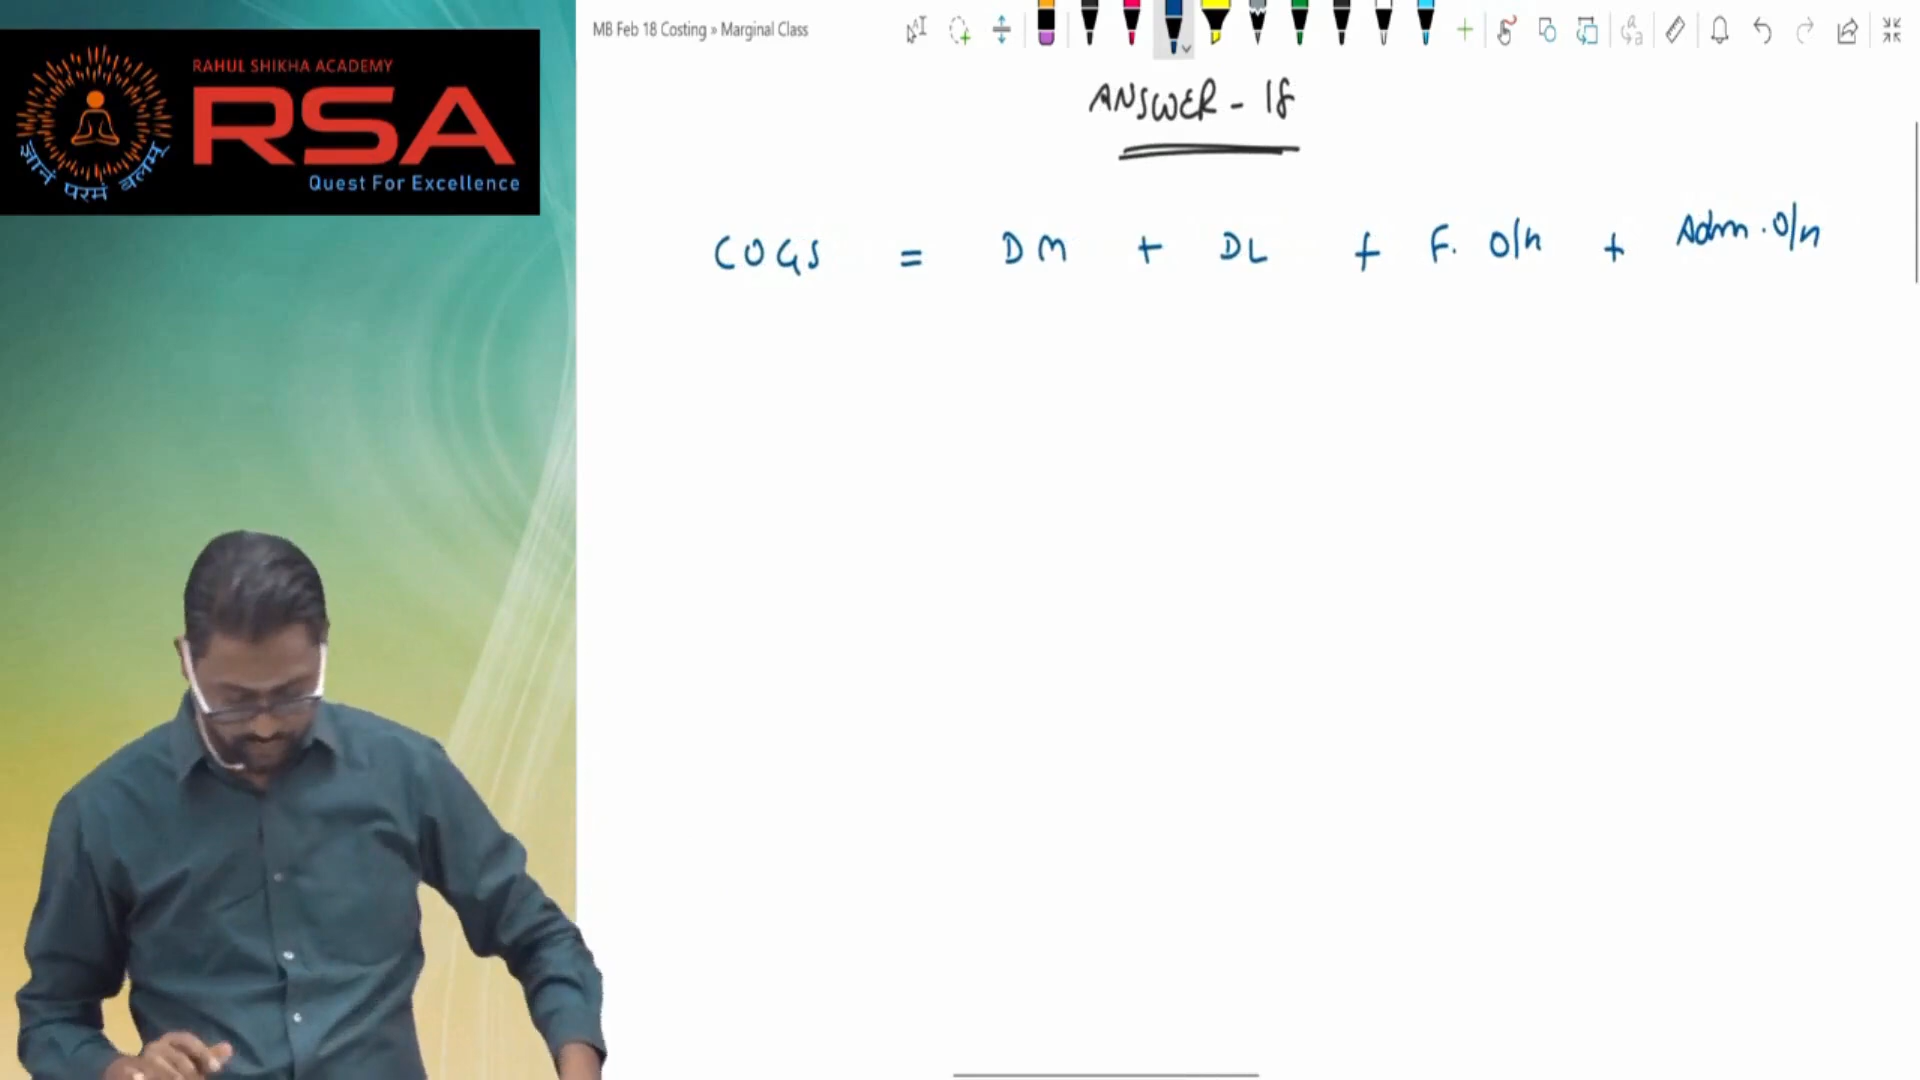 RAHUL SHIKHA ACADEMY
RSA
Quest For Excellence
ज्ञानं परमं बलम्
MB Feb 18 Costing » Marginal Class
ANSWER - 18
COGS = DM + DL + F. O/h + Adm. O/h